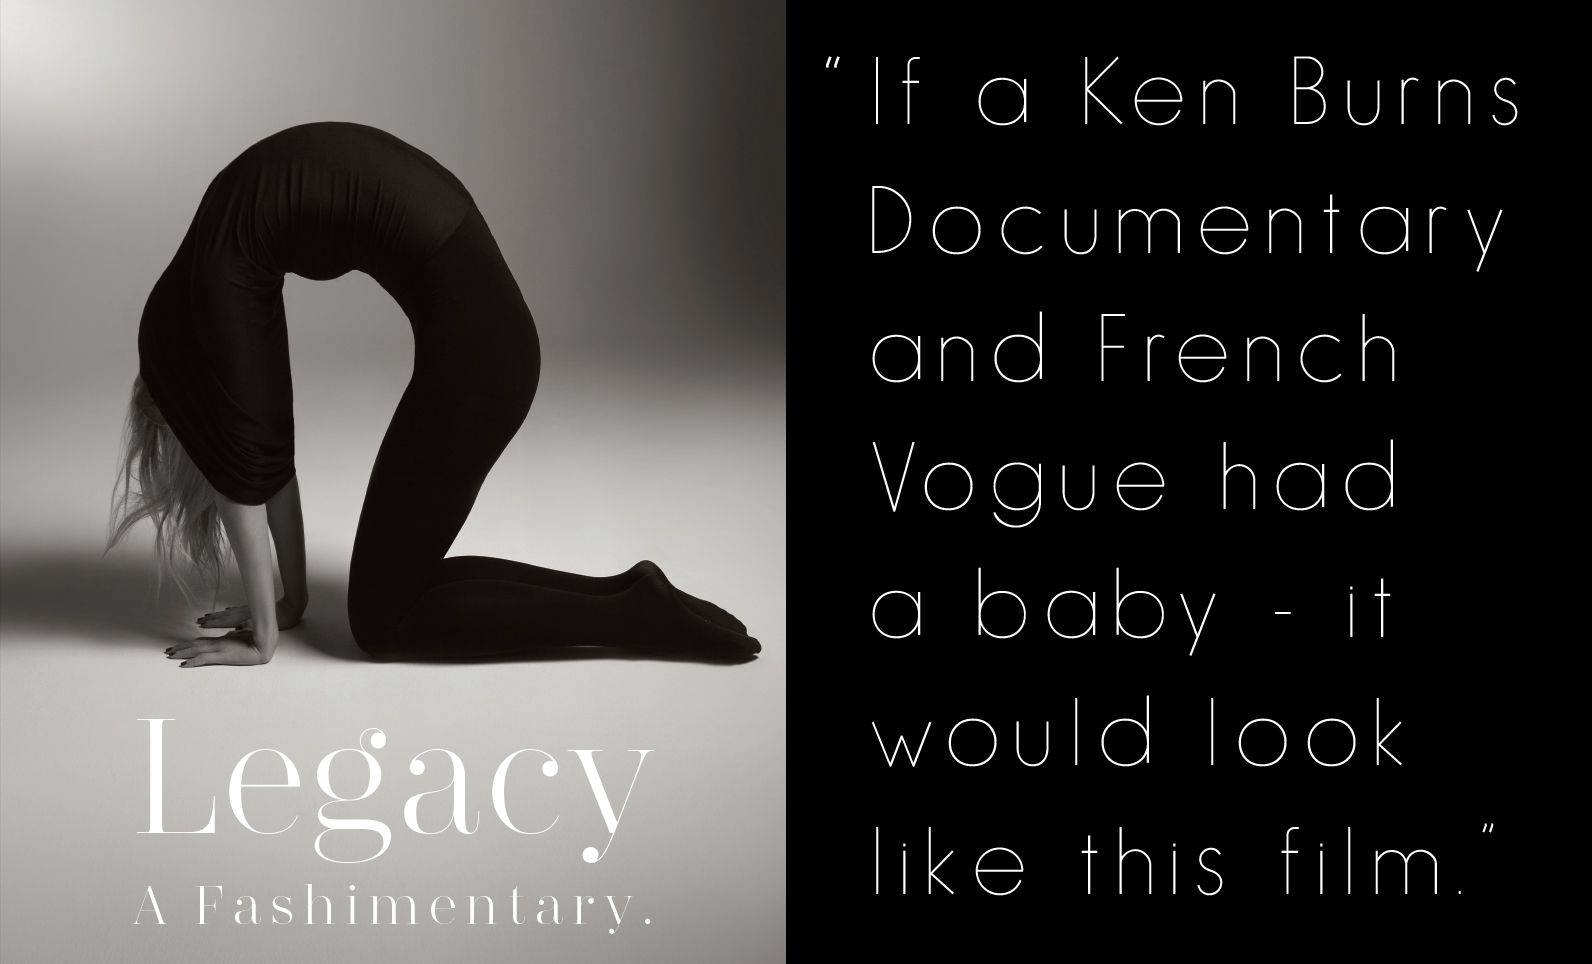 Legacy
A Fashimentary.
"If a Ken Burns
Documentary
and French
Vogue had
a baby - it
would look
like this film."